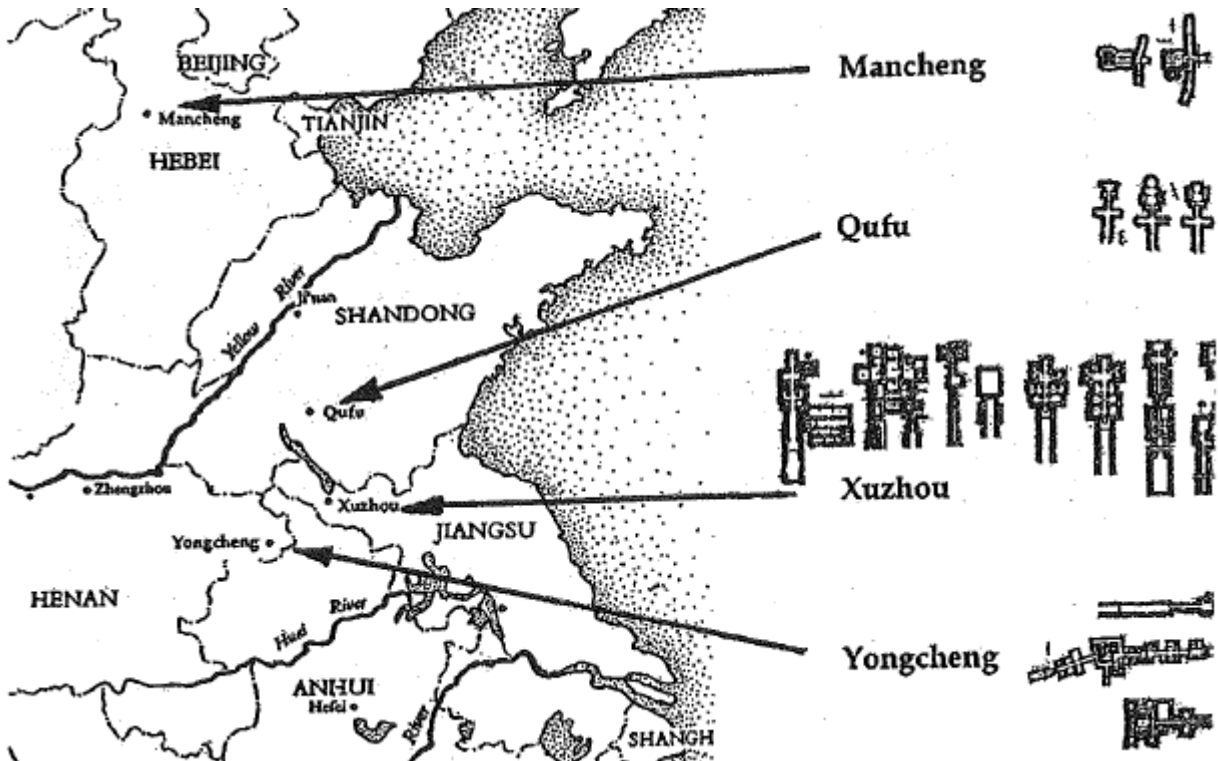 BEIJING
Mancheng
Mancheng
TIANJIN
HEBEI
Qufu
River
Ji'nan
SHANDONG
Yellow
Qufu
Zhengzhou
Xuzhou
Xuzhou
JIANGSU
Yongcheng
HENAN
River
Huai
Yongcheng
ANHUI
Hefei
River
SHANGH